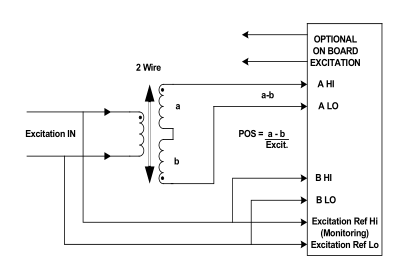 OPTIONAL
ON BOARD
EXCITATION
2 Wire
A HI
a
a-b
A LO
Excitation IN
POS = a - b
Excit.
b
B HI
B LO
Excitation Ref Hi
(Monitoring)
Excitation Ref Lo